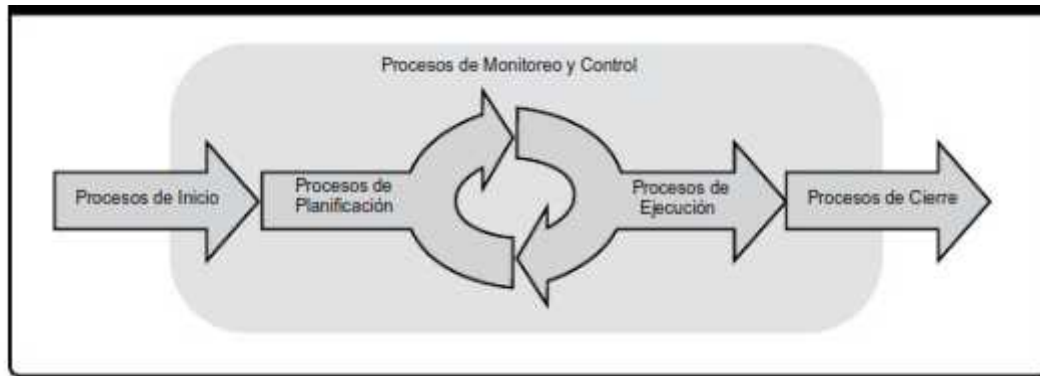 Procesos de Monitoreo y Control
Procesos de Inicio
Procesos de
Planificación
Procesos de
Ejecución
Procesos de Cierre